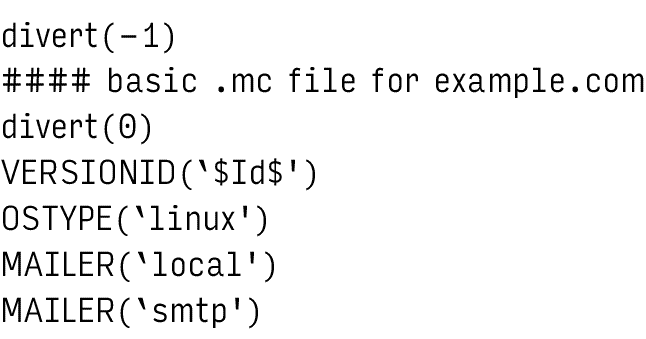 divert(-1)
#### basic .mc file for example.com
divert(0)
VERSIONID(`$Id$')
OSTYPE(`linux')
MAILER(`local')
MAILER(`smtp')